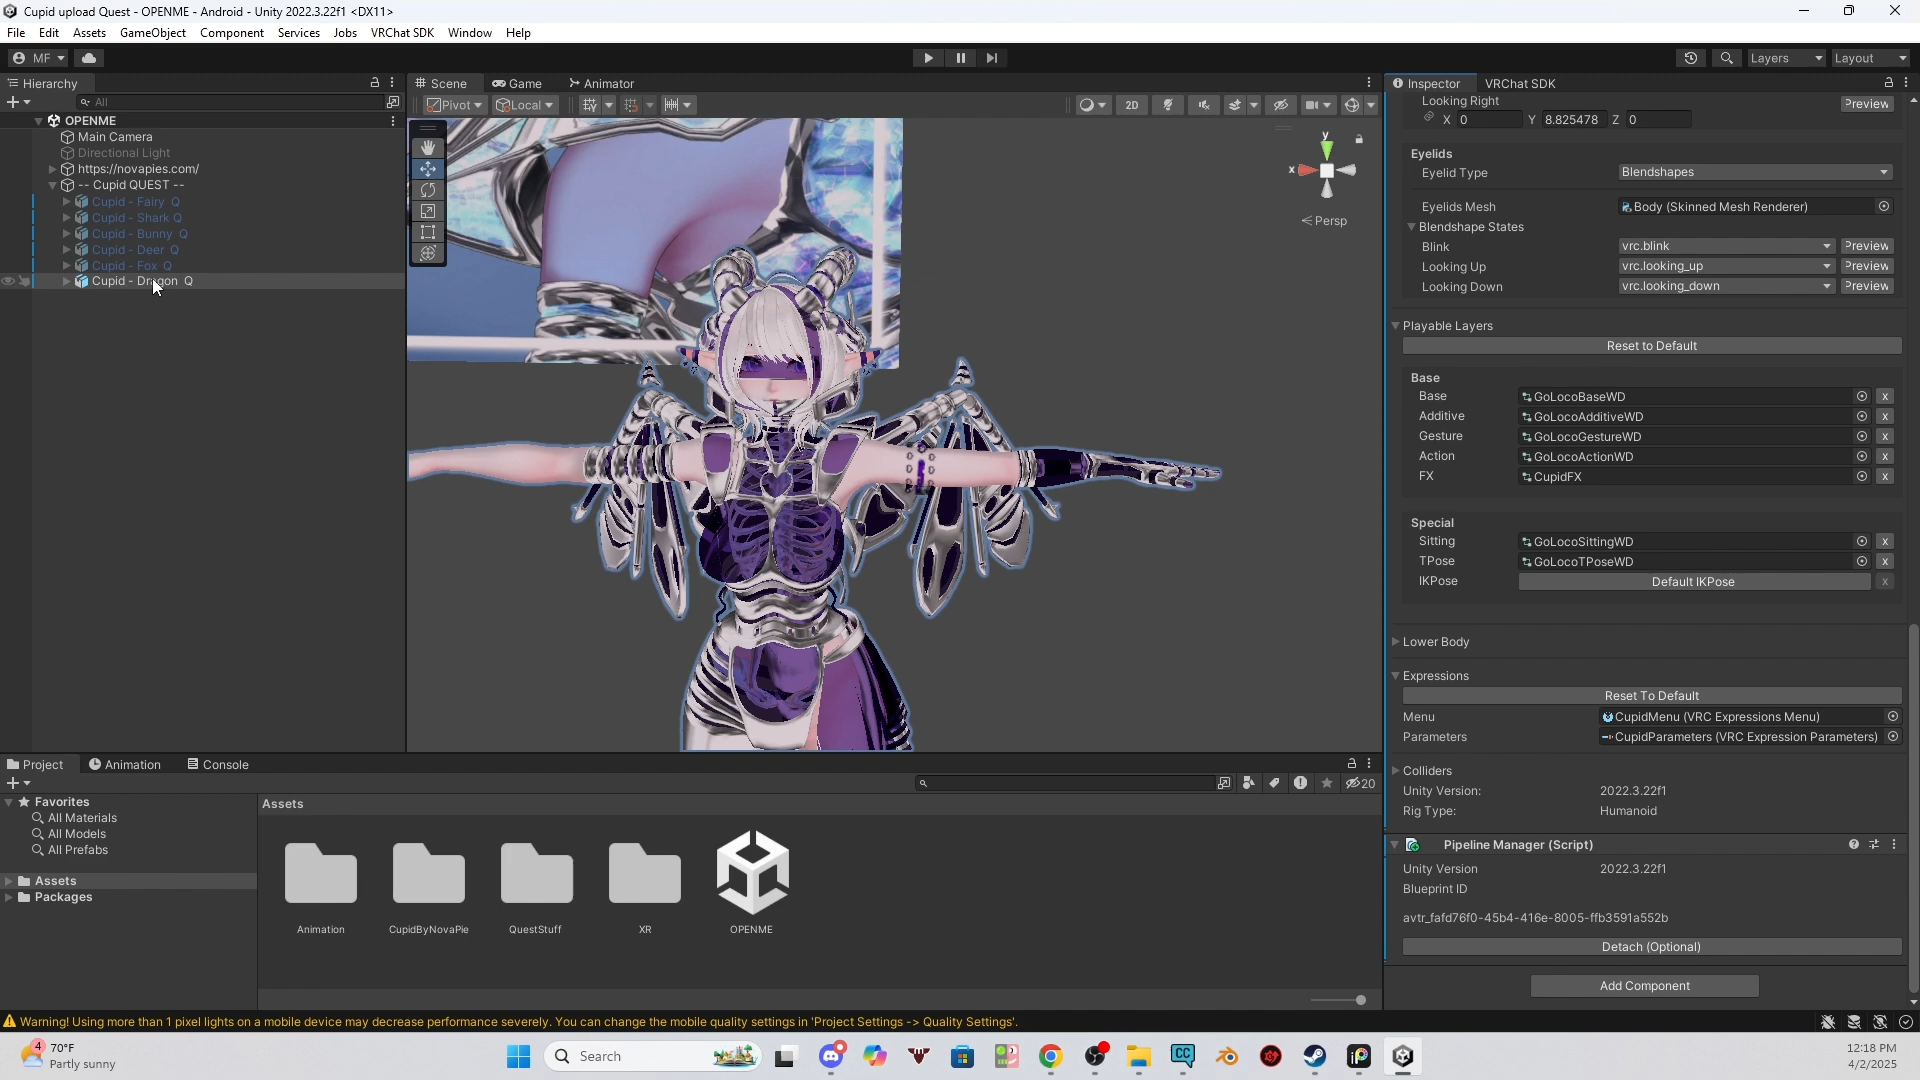 Cupid upload Quest - OPENME - Android - Unity 2022.3.22f1 <DX11>
File Edit Assets GameObject Component Services Jobs VRChat SDK Window Help
MF Layers Layout
Hierarchy
All
OPENME
Main Camera
Directional Light
https://novapies.com/
-- Cupid QUEST --
Cupid - Fairy Q
Cupid - Shark Q
Cupid - Bunny Q
Cupid - Deer Q
Cupid - Fox Q
Cupid - Dragon Q
Scene Game Animator
Pivot Local 2D
y
x
Persp
Inspector VRChat SDK
Looking Right Preview
X 0 Y 8.825478 Z 0
Eyelids
Eyelid Type Blendshapes
Eyelids Mesh Body (Skinned Mesh Renderer)
Blendshape States
Blink vrc.blink Preview
Looking Up vrc.looking_up Preview
Looking Down vrc.looking_down Preview
Playable Layers
Reset to Default
Base
Base GoLocoBaseWD x
Additive GoLocoAdditiveWD x
Gesture GoLocoGestureWD x
Action GoLocoActionWD x
FX CupidFX x
Special
Sitting GoLocoSittingWD x
TPose GoLocoTPoseWD x
IKPose Default IKPose x
Lower Body
Expressions
Reset To Default
Menu CupidMenu (VRC Expressions Menu)
Parameters CupidParameters (VRC Expression Parameters)
Colliders
Unity Version: 2022.3.22f1
Rig Type: Humanoid
Pipeline Manager (Script)
Unity Version 2022.3.22f1
Blueprint ID
avtr_fafd76f0-45b4-416e-8005-ffb3591a552b
Detach (Optional)
Add Component
Project Animation Console
20
Favorites
All Materials
All Models
All Prefabs
Assets
Packages
Assets
Animation CupidByNovaPie QuestStuff XR OPENME
Warning! Using more than 1 pixel lights on a mobile device may decrease performance severely. You can change the mobile quality settings in 'Project Settings -> Quality Settings'.
4
70°F
Partly sunny
Search
CC
12:18 PM
4/2/2025